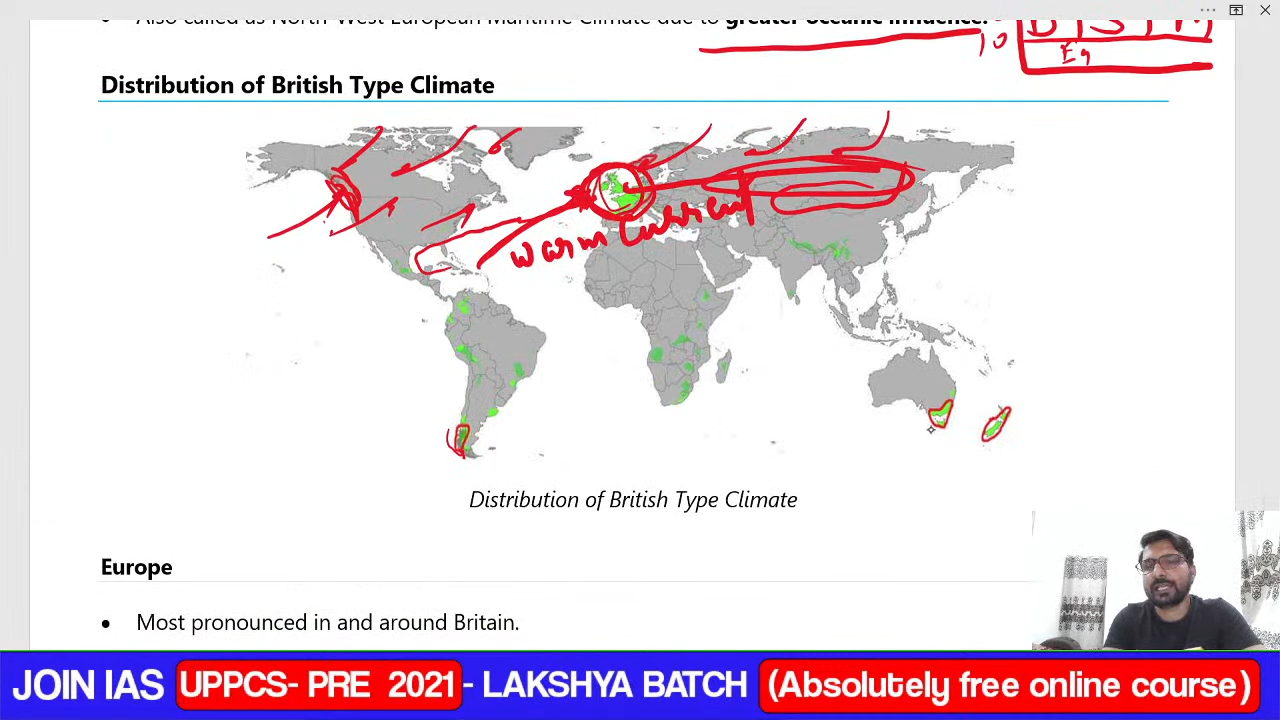 Also called as North-West European Maritime Climate due to greater oceanic influence.
Distribution of British Type Climate
warm current
Distribution of British Type Climate
Europe
• Most pronounced in and around Britain.
JOIN IAS UPPCS- PRE 2021 - LAKSHYA BATCH (Absolutely free online course)